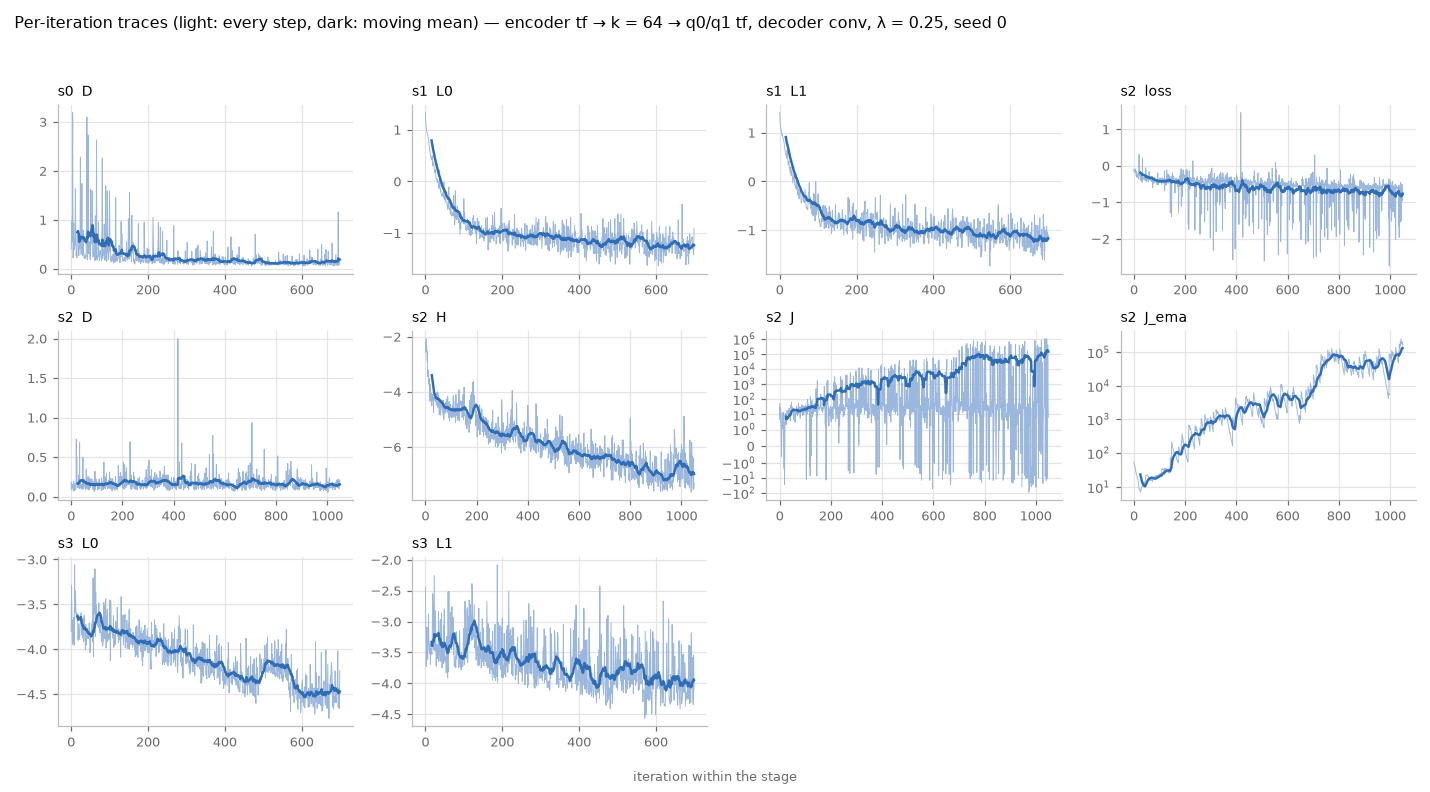 Per-iteration traces (light: every step, dark: moving mean) — encoder tf → k = 64 → q0/q1 tf, decoder conv, λ = 0.25, seed 0
s0 D
3
2
1
0
0 200 400 600
s1 L0
1
0
−1
0 200 400 600
s1 L1
1
0
−1
0 200 400 600
s2 loss
1
0
−1
−2
0 200 400 600 800 1000
s2 D
2.0
1.5
1.0
0.5
0.0
0 200 400 600 800 1000
s2 H
−2
−4
−6
0 200 400 600 800 1000
s2 J
10⁶
10⁵
10⁴
10³
10²
10¹
10⁰
0
−10⁰
−10¹
−10²
0 200 400 600 800 1000
s2 J_ema
10⁵
10⁴
10³
10²
10¹
0 200 400 600 800 1000
s3 L0
−3.0
−3.5
−4.0
−4.5
0 200 400 600
s3 L1
−2.0
−2.5
−3.0
−3.5
−4.0
−4.5
0 200 400 600
iteration within the stage